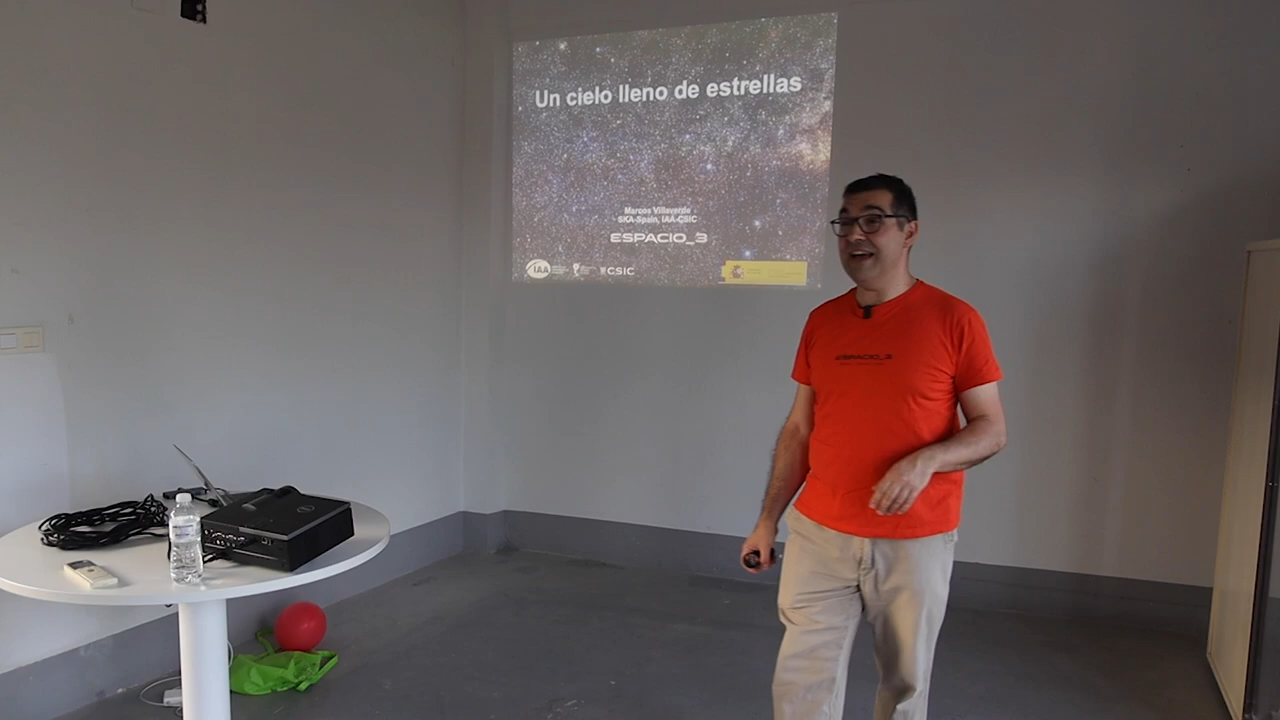 Un cielo lleno de estrellas
Marcos Villaverde
SKA-Spain, IAA-CSIC
ESPACIO_3
IAA
CSIC
ESPACIO_3